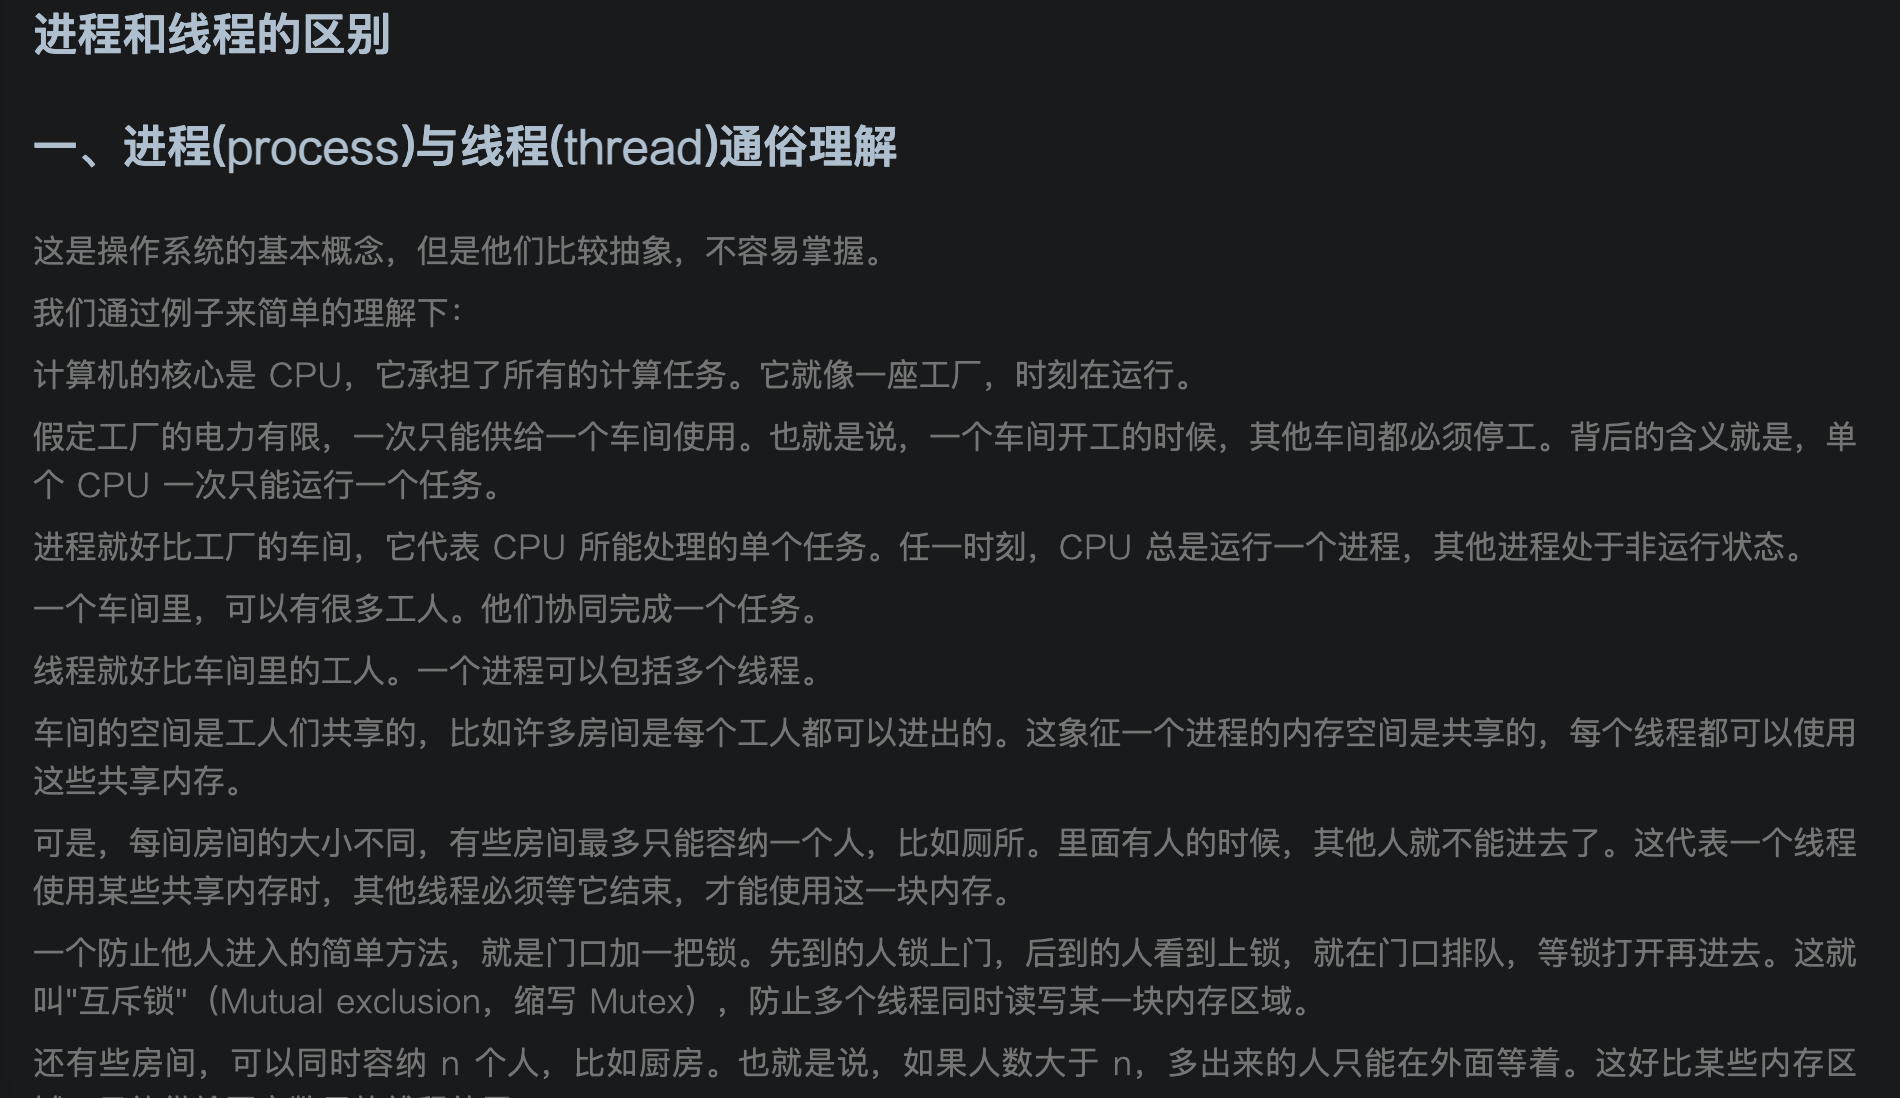 进程和线程的区别
一、进程(process)与线程(thread)通俗理解
这是操作系统的基本概念，但是他们比较抽象，不容易掌握。
我们通过例子来简单的理解下：
计算机的核心是 CPU，它承担了所有的计算任务。它就像一座工厂，时刻在运行。
假定工厂的电力有限，一次只能供给一个车间使用。也就是说，一个车间开工的时候，其他车间都必须停工。背后的含义就是，单
个 CPU 一次只能运行一个任务。
进程就好比工厂的车间，它代表 CPU 所能处理的单个任务。任一时刻，CPU 总是运行一个进程，其他进程处于非运行状态。
一个车间里，可以有很多工人。他们协同完成一个任务。
线程就好比车间里的工人。一个进程可以包括多个线程。
车间的空间是工人们共享的，比如许多房间是每个工人都可以进出的。这象征一个进程的内存空间是共享的，每个线程都可以使用
这些共享内存。
可是，每间房间的大小不同，有些房间最多只能容纳一个人，比如厕所。里面有人的时候，其他人就不能进去了。这代表一个线程
使用某些共享内存时，其他线程必须等它结束，才能使用这一块内存。
一个防止他人进入的简单方法，就是门口加一把锁。先到的人锁上门，后到的人看到上锁，就在门口排队，等锁打开再进去。这就
叫"互斥锁"（Mutual exclusion，缩写 Mutex），防止多个线程同时读写某一块内存区域。
还有些房间，可以同时容纳 n 个人，比如厨房。也就是说，如果人数大于 n，多出来的人只能在外面等着。这好比某些内存区